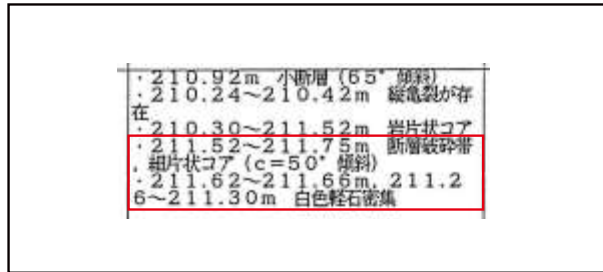 ・210.92m 小断層(65°傾斜)
・210.24～210.42m 縦亀裂が存
在
・210.30～211.52m 岩片状コア
・211.52～211.75m 断層破砕帯
，細片状コア(c=50°傾斜)
・211.62～211.66m，211.2
6～211.30m 白色軽石密集